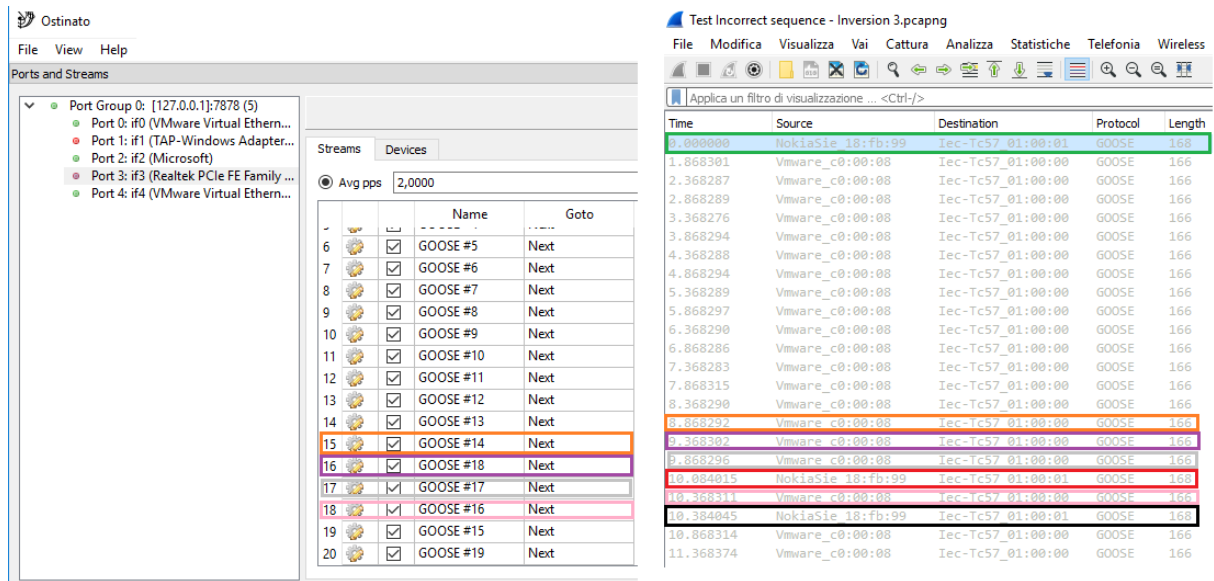 Ostinato
File View Help
Ports and Streams
Port Group 0: [127.0.0.1]:7878 (5)
Port 0: if0 (VMware Virtual Ethern...
Port 1: if1 (TAP-Windows Adapter...
Port 2: if2 (Microsoft)
Port 3: if3 (Realtek PCIe FE Family ...
Port 4: if4 (VMware Virtual Ethern...
Streams Devices
Avg pps 2,0000
Name Goto
6 GOOSE #5 Next
7 GOOSE #6 Next
8 GOOSE #7 Next
9 GOOSE #8 Next
10 GOOSE #9 Next
11 GOOSE #10 Next
12 GOOSE #11 Next
13 GOOSE #12 Next
14 GOOSE #13 Next
15 GOOSE #14 Next
16 GOOSE #18 Next
17 GOOSE #17 Next
18 GOOSE #16 Next
19 GOOSE #15 Next
20 GOOSE #19 Next
Test Incorrect sequence - Inversion 3.pcapng
File Modifica Visualizza Vai Cattura Analizza Statistiche Telefonia Wireless
Applica un filtro di visualizzazione ... <Ctrl-/>
Time Source Destination Protocol Length
0.000000 NokiaSie_18:fb:99 Iec-Tc57_01:00:01 GOOSE 168
1.868301 Vmware_c0:00:08 Iec-Tc57_01:00:00 GOOSE 166
2.368287 Vmware_c0:00:08 Iec-Tc57_01:00:00 GOOSE 166
2.868289 Vmware_c0:00:08 Iec-Tc57_01:00:00 GOOSE 166
3.368276 Vmware_c0:00:08 Iec-Tc57_01:00:00 GOOSE 166
3.868294 Vmware_c0:00:08 Iec-Tc57_01:00:00 GOOSE 166
4.368288 Vmware_c0:00:08 Iec-Tc57_01:00:00 GOOSE 166
4.868294 Vmware_c0:00:08 Iec-Tc57_01:00:00 GOOSE 166
5.368289 Vmware_c0:00:08 Iec-Tc57_01:00:00 GOOSE 166
5.868297 Vmware_c0:00:08 Iec-Tc57_01:00:00 GOOSE 166
6.368290 Vmware_c0:00:08 Iec-Tc57_01:00:00 GOOSE 166
6.868286 Vmware_c0:00:08 Iec-Tc57_01:00:00 GOOSE 166
7.368283 Vmware_c0:00:08 Iec-Tc57_01:00:00 GOOSE 166
7.868315 Vmware_c0:00:08 Iec-Tc57_01:00:00 GOOSE 166
8.368290 Vmware_c0:00:08 Iec-Tc57_01:00:00 GOOSE 166
8.868292 Vmware_c0:00:08 Iec-Tc57_01:00:00 GOOSE 166
9.368302 Vmware_c0:00:08 Iec-Tc57_01:00:00 GOOSE 166
9.868296 Vmware_c0:00:08 Iec-Tc57_01:00:00 GOOSE 166
10.084015 NokiaSie_18:fb:99 Iec-Tc57_01:00:01 GOOSE 168
10.368311 Vmware_c0:00:08 Iec-Tc57_01:00:00 GOOSE 166
10.384045 NokiaSie_18:fb:99 Iec-Tc57_01:00:01 GOOSE 168
10.868314 Vmware_c0:00:08 Iec-Tc57_01:00:00 GOOSE 166
11.368374 Vmware_c0:00:08 Iec-Tc57_01:00:00 GOOSE 166